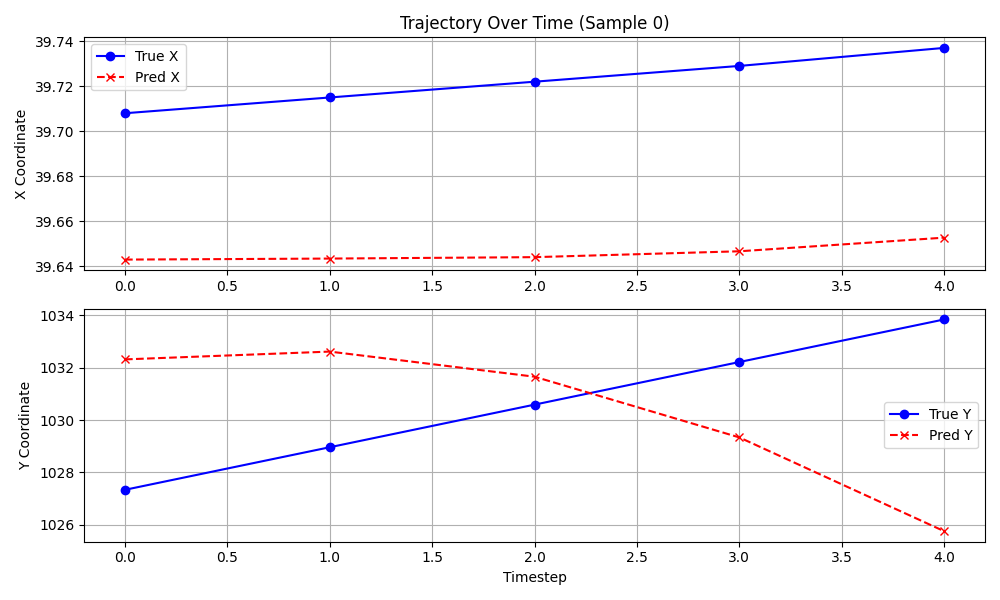 Trajectory Over Time (Sample 0)
39.74
39.72
39.70
39.68
39.66
39.64
X Coordinate
True X
Pred X
0.0 0.5 1.0 1.5 2.0 2.5 3.0 3.5 4.0
1034
1032
1030
1028
1026
Y Coordinate
True Y
Pred Y
0.0 0.5 1.0 1.5 2.0 2.5 3.0 3.5 4.0
Timestep